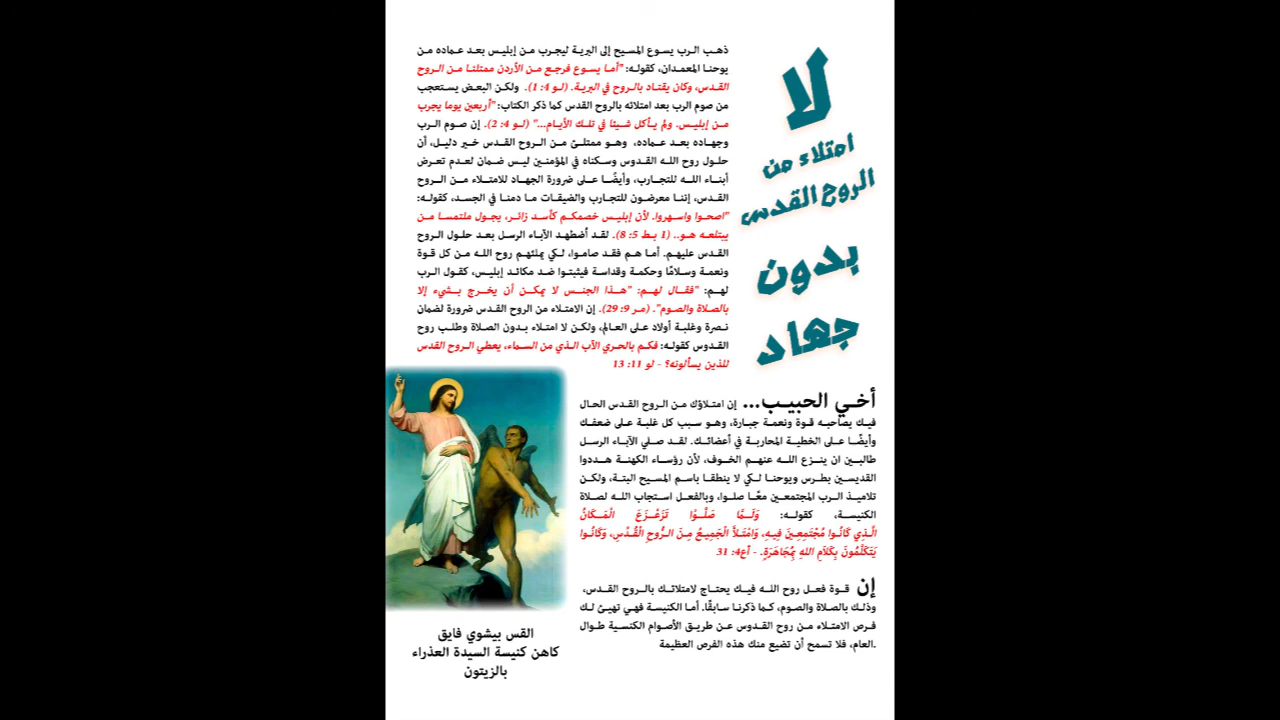 لا
امتلاء من
الروح القدس
بدون
جهاد
ذهب الرب يسوع المسيح إلى البرية ليجرب من إبليس بعد عماده من
يوحنا المعمدان، كقوله: "أما يسوع فرجع من الأردن ممتلئا من الروح
القدس، وكان يقتاد بالروح في البرية. (لو 4: 1). ولكن البعض يستعجب
من صوم الرب بعد امتلائه بالروح القدس كما ذكر الكتاب: "أربعين يوما يجرب
من إبليس. ولم يأكل شيئا في تلك الأيام..." (لو 4: 2). إن صوم الرب
وجهاده بعد عماده، وهو ممتلئ من الروح القدس خير دليل، أن
حلول روح الله القدوس وسكناه في المؤمنين ليس ضمان لعدم تعرض
أبناء الله للتجارب، وأيضًا على ضرورة الجهاد للامتلاء من الروح
القدس، إننا معرضون للتجارب والضيقات ما دمنا في الجسد، كقوله:
"اصحوا واسهروا. لأن إبليس خصمكم كأسد زائر، يجول ملتمسا من
يبتلعه هو.. (1 بط 5: 8). لقد أضطهد الآباء الرسل بعد حلول الروح
القدس عليهم. أما هم فقد صاموا، لكي يملئهم روح الله من كل قوة
ونعمة وسلامًا وحكمة وقداسة فيثبتوا ضد مكائد إبليس، كقول الرب
لهم: "فقال لهم: "هذا الجنس لا يمكن أن يخرج بشيء إلا
بالصلاة والصوم". (مر 9: 29). إن الامتلاء من الروح القدس ضرورة لضمان
نصرة وغلبة أولاد على العالم، ولكن لا امتلاء بدون الصلاة وطلب روح
القدوس كقوله: فكم بالحري الآب الذي من السماء، يعطي الروح القدس
للذين يسألونه؟ - لو 11: 13
أخي الحبيب... إن امتلاؤك من الروح القدس الحال
فيك يصاحبه قوة ونعمة جبارة، وهو سبب كل غلبة على ضعفك
وأيضًا على الخطية المحاربة في أعضائك. لقد صلي الآباء الرسل
طالبين ان ينزع الله عنهم الخوف، لأن رؤساء الكهنة هددوا
القديسين بطرس ويوحنا لكي لا ينطقا باسم المسيح البتة، ولكن
تلاميذ الرب المجتمعين معًا صلوا، وبالفعل استجاب الله لصلاة
الكنيسة، كقوله: وَلَمَّا صَلَّوْا تَزَعْزَعَ الْمَكَانُ
الَّذِي كَانُوا مُجْتَمِعِينَ فِيهِ، وَامْتَلأَ الْجَمِيعُ مِنَ الرُّوحِ الْقُدُسِ، وَكَانُوا
يَتَكَلَّمُونَ بِكَلاَمِ اللهِ بِمُجَاهَرَةٍ. - أع4: 31
إن قوة فعل روح الله فيك يحتاج لامتلائك بالروح القدس،
وذلك بالصلاة والصوم، كما ذكرنا سابقًا. أما الكنيسة فهي تهيئ لك
فرص الامتلاء من روح القدوس عن طريق الأصوام الكنسية طوال
.العام، فلا تسمح أن تضيع منك هذه الفرص العظيمة
القس بيشوي فايق
كاهن كنيسة السيدة العذراء
بالزيتون